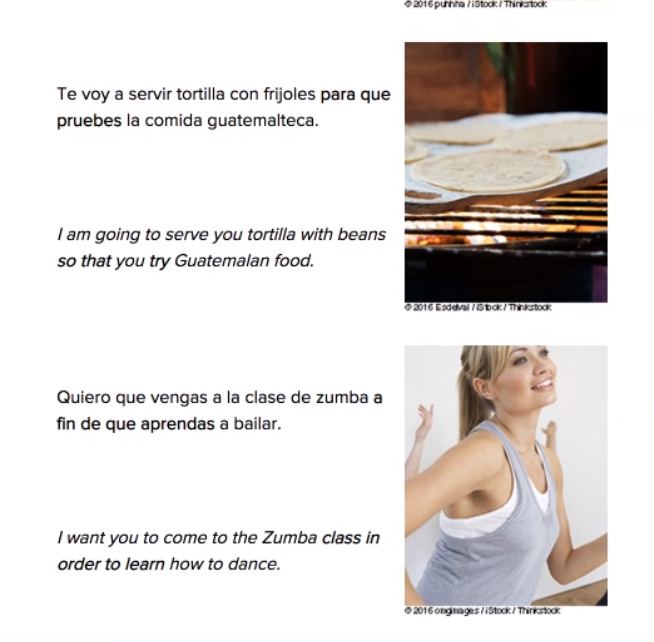 © 2016 puhhha / iStock / Thinkstock
Te voy a servir tortilla con frijoles para que
pruebes la comida guatemalteca.
I am going to serve you tortilla with beans
so that you try Guatemalan food.
© 2016 Esdelval / iStock / Thinkstock
Quiero que vengas a la clase de zumba a
fin de que aprendas a bailar.
I want you to come to the Zumba class in
order to learn how to dance.
© 2016 omgimages / iStock / Thinkstock